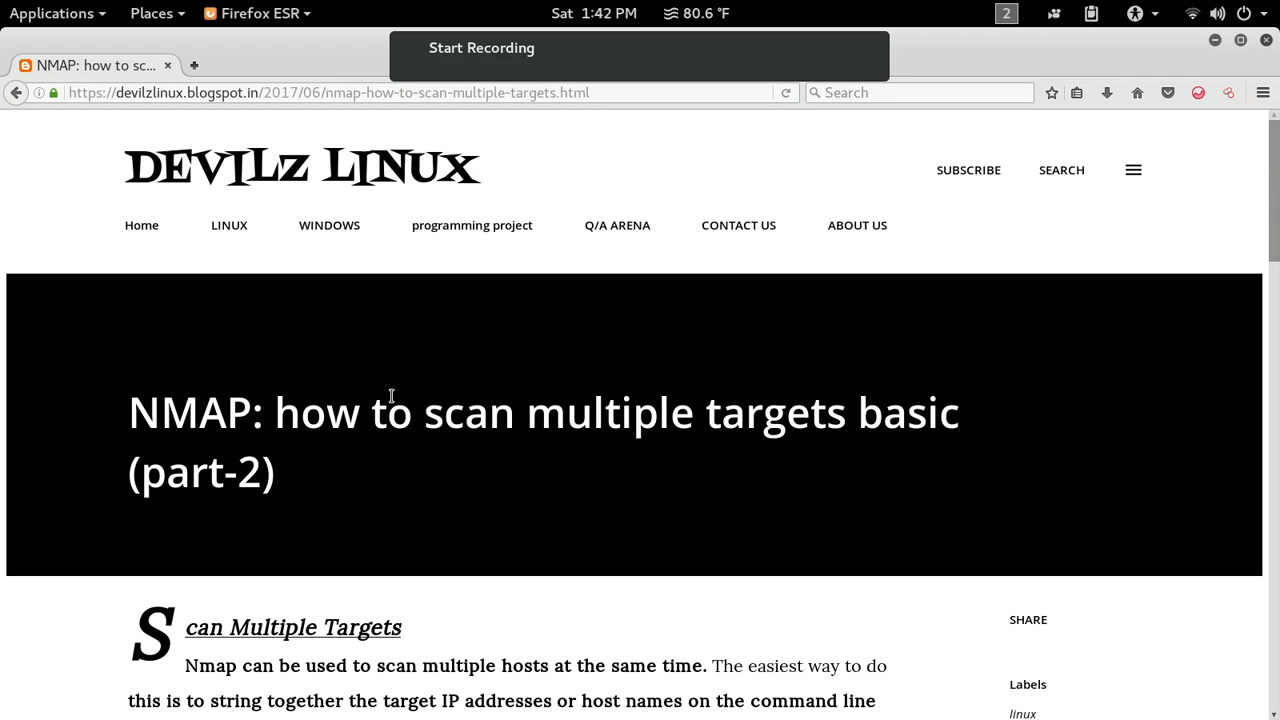 Applications Places Firefox ESR Sat 1:42 PM 80.6 °F 2
Start Recording
NMAP: how to sc...
https://devilzlinux.blogspot.in/2017/06/nmap-how-to-scan-multiple-targets.html Search
DEVILz LINUX
SUBSCRIBE SEARCH
Home LINUX WINDOWS programming project Q/A ARENA CONTACT US ABOUT US
NMAP: how to scan multiple targets basic
(part-2)
Scan Multiple Targets
Nmap can be used to scan multiple hosts at the same time. The easiest way to do
this is to string together the target IP addresses or host names on the command line
SHARE
Labels
linux